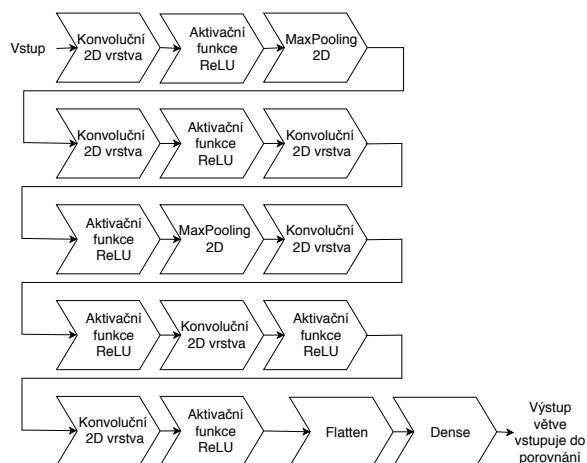 Vstup
Konvoluční
2D vrstva
Aktivační
funkce
ReLU
MaxPooling
2D
Konvoluční
2D vrstva
Aktivační
funkce
ReLU
Konvoluční
2D vrstva
Aktivační
funkce
ReLU
MaxPooling
2D
Konvoluční
2D vrstva
Aktivační
funkce
ReLU
Konvoluční
2D vrstva
Aktivační
funkce
ReLU
Konvoluční
2D vrstva
Aktivační
funkce
ReLU
Flatten
Dense
Výstup
větve
vstupuje do
porovnání